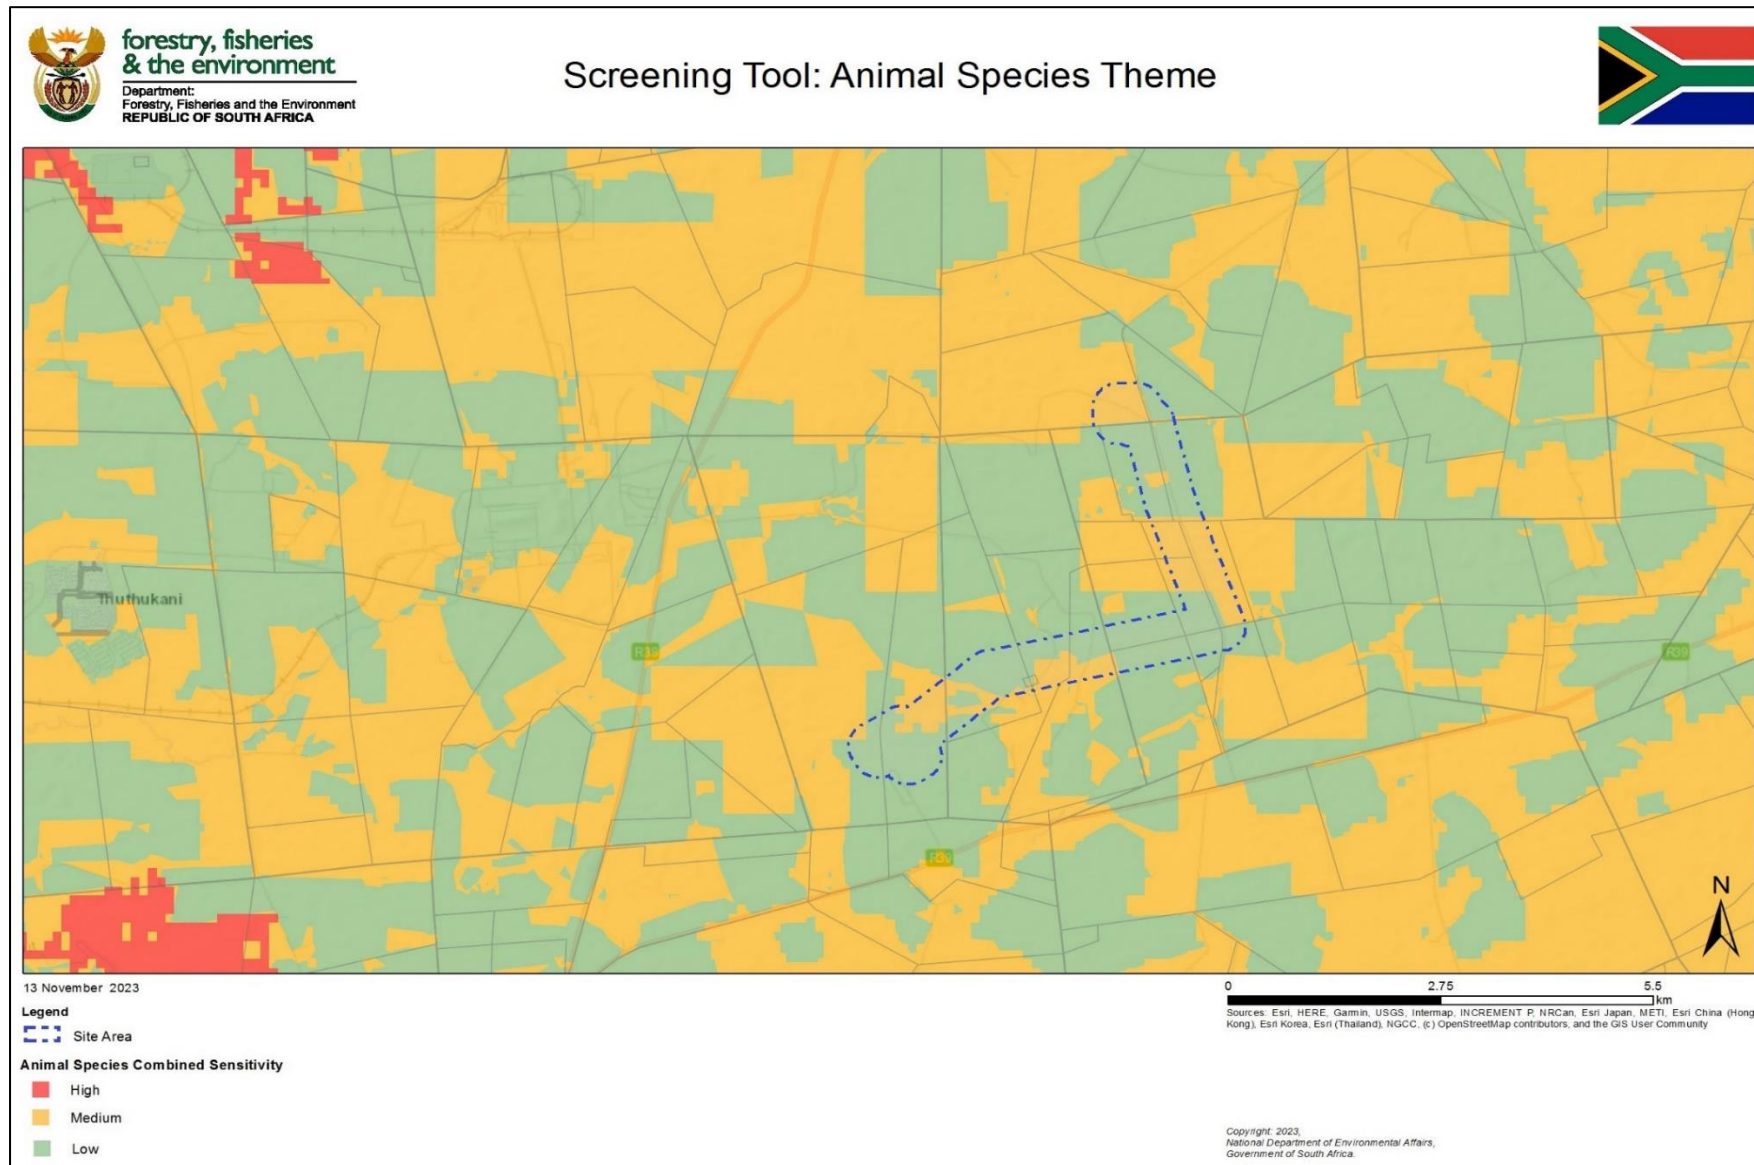 forestry, fisheries
& the environment
Department:
Forestry, Fisheries and the Environment
REPUBLIC OF SOUTH AFRICA
Screening Tool: Animal Species Theme
Thuthukani
R38
R39
R39
N
13 November 2023
Legend
Site Area
Animal Species Combined Sensitivity
High
Medium
Low
0 2.75 5.5
km
Sources: Esri, HERE, Garmin, USGS, Intermap, INCREMENT P, NRCan, Esri Japan, METI, Esri China (Hong
Kong), Esri Korea, Esri (Thailand), NGCC, (c) OpenStreetMap contributors, and the GIS User Community
Copyright: 2023,
National Department of Environmental Affairs,
Government of South Africa.